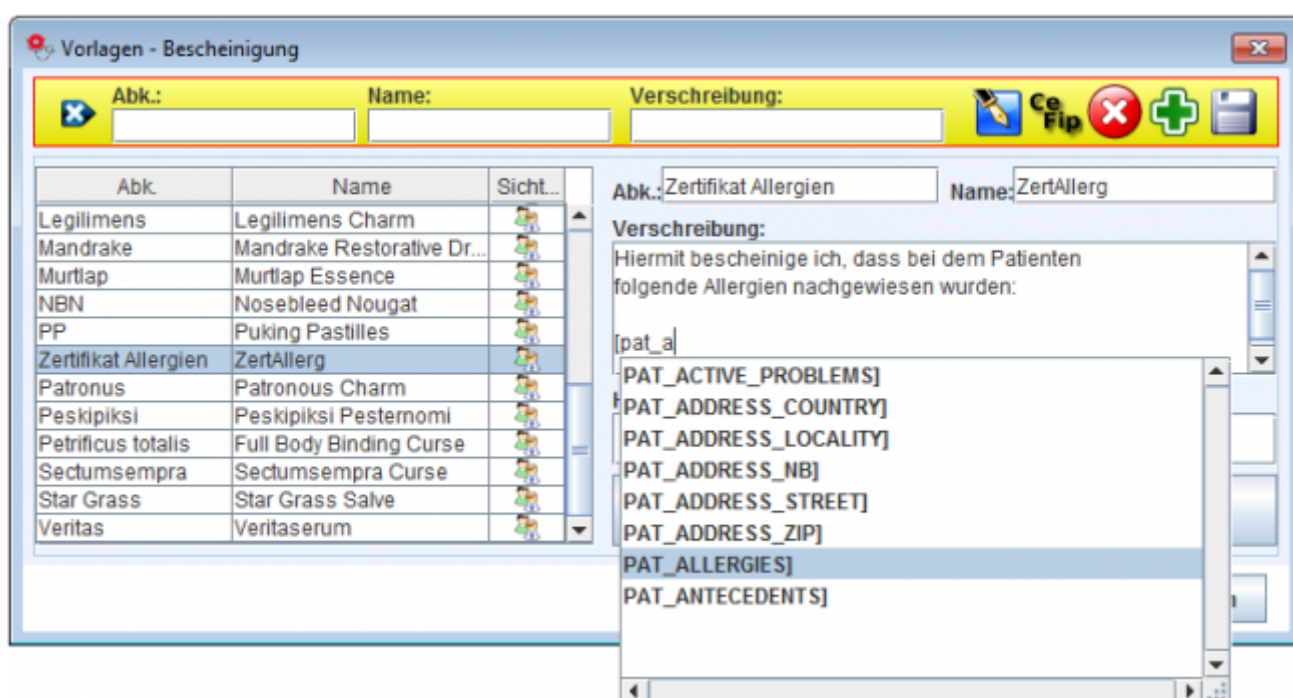 Vorlagen - Bescheinigung
Abk.: Name: Verschreibung:
Ce
Fip
Abk. Name Sicht...
Legilimens Legilimens Charm
Mandrake Mandrake Restorative Dr...
Murtlap Murtlap Essence
NBN Nosebleed Nougat
PP Puking Pastilles
Zertifikat Allergien ZertAllerg
Patronus Patronous Charm
Peskipiksi Peskipiksi Pesternomi
Petrificus totalis Full Body Binding Curse
Sectumsempra Sectumsempra Curse
Star Grass Star Grass Salve
Veritas Veritaserum
Abk.: Zertifikat Allergien Name: ZertAllerg
Verschreibung:
Hiermit bescheinige ich, dass bei dem Patienten
folgende Allergien nachgewiesen wurden:
[pat_a
PAT_ACTIVE_PROBLEMS]
PAT_ADDRESS_COUNTRY]
PAT_ADDRESS_LOCALITY]
PAT_ADDRESS_NB]
PAT_ADDRESS_STREET]
PAT_ADDRESS_ZIP]
PAT_ALLERGIES]
PAT_ANTECEDENTS]